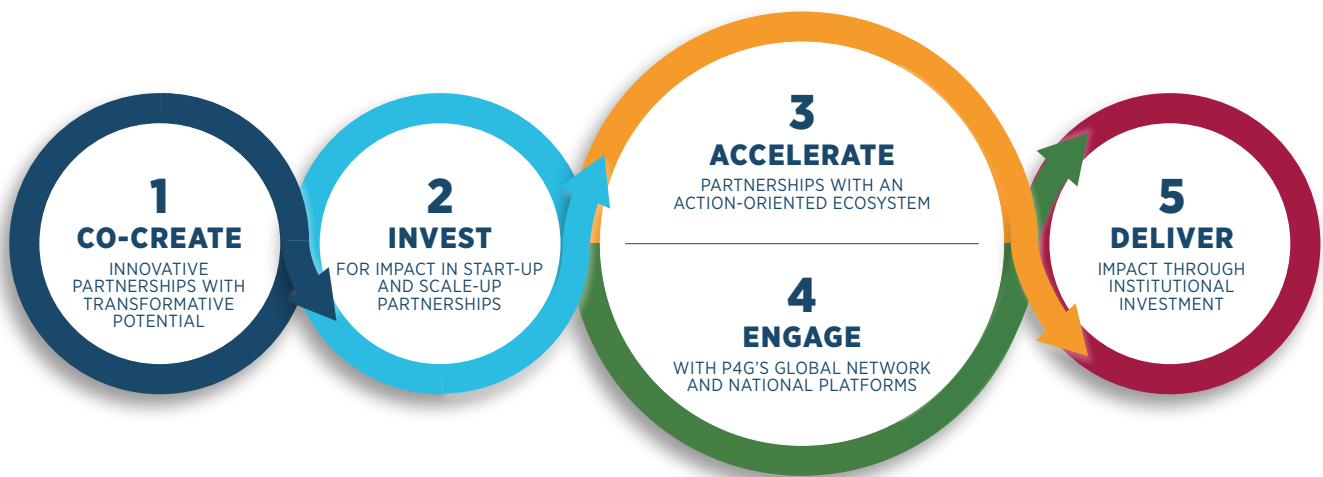 1
CO-CREATE
INNOVATIVE
PARTNERSHIPS WITH
TRANSFORMATIVE
POTENTIAL
2
INVEST
FOR IMPACT IN START-UP
AND SCALE-UP
PARTNERSHIPS
3
ACCELERATE
PARTNERSHIPS WITH AN
ACTION-ORIENTED ECOSYSTEM
4
ENGAGE
WITH P4G'S GLOBAL NETWORK
AND NATIONAL PLATFORMS
5
DELIVER
IMPACT THROUGH
INSTITUTIONAL
INVESTMENT